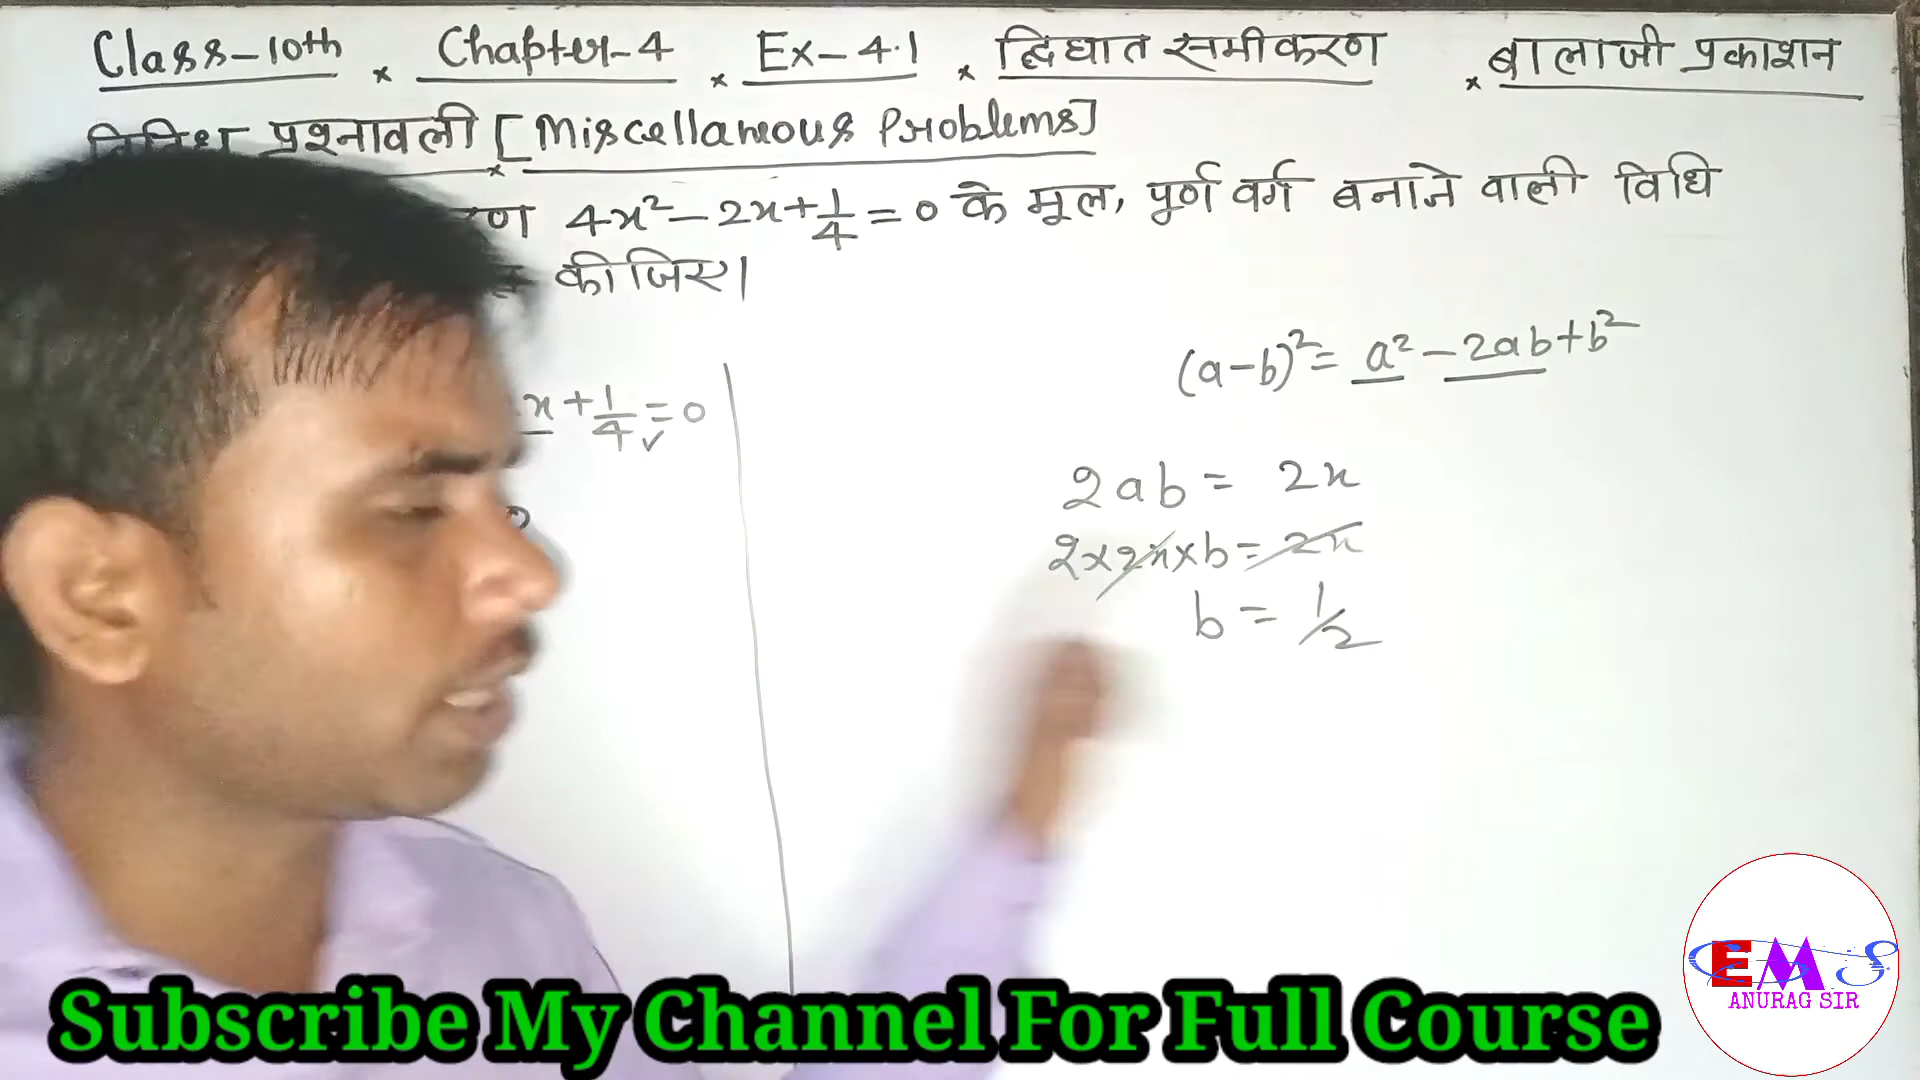 Class-10th × Chapter-4 × Ex-4.1 × द्विघात समीकरण × बालाजी प्रकाशन
प्रश्नावली [Miscellaneous Problems]
रण 4x²-2x+1/4=0 के मूल, पूर्ण वर्ग बनाने वाली विधि
कीजिए।
(a-b)²= a²-2ab+b²
x+1/4=0
2ab= 2x
2×2x×b=2x
b = 1/2
EMS
ANURAG SIR
Subscribe My Channel For Full Course